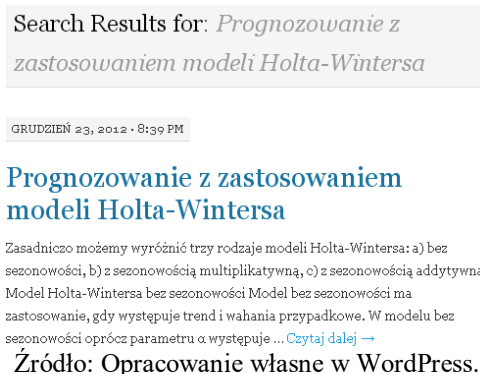 Search Results for: Prognozowanie z
zastosowaniem modeli Holta-Wintersa
GRUDZIEŃ 23, 2012 · 8:39 PM
Prognozowanie z zastosowaniem
modeli Holta-Wintersa
Zasadniczo możemy wyróżnić trzy rodzaje modeli Holta-Wintersa: a) bez
sezonowości, b) z sezonowością multiplikatywną, c) z sezonowością addytywną
Model Holta-Wintersa bez sezonowości Model bez sezonowości ma
zastosowanie, gdy występuje trend i wahania przypadkowe. W modelu bez
sezonowości oprócz parametru α występuje ... Czytaj dalej →
Źródło: Opracowanie własne w WordPress.